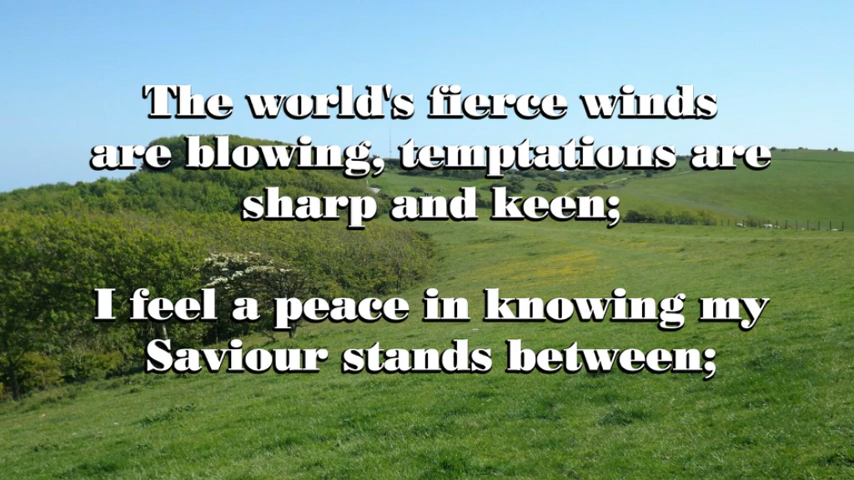 The world's fierce winds
are blowing, temptations are
sharp and keen;
I feel a peace in knowing my
Saviour stands between;